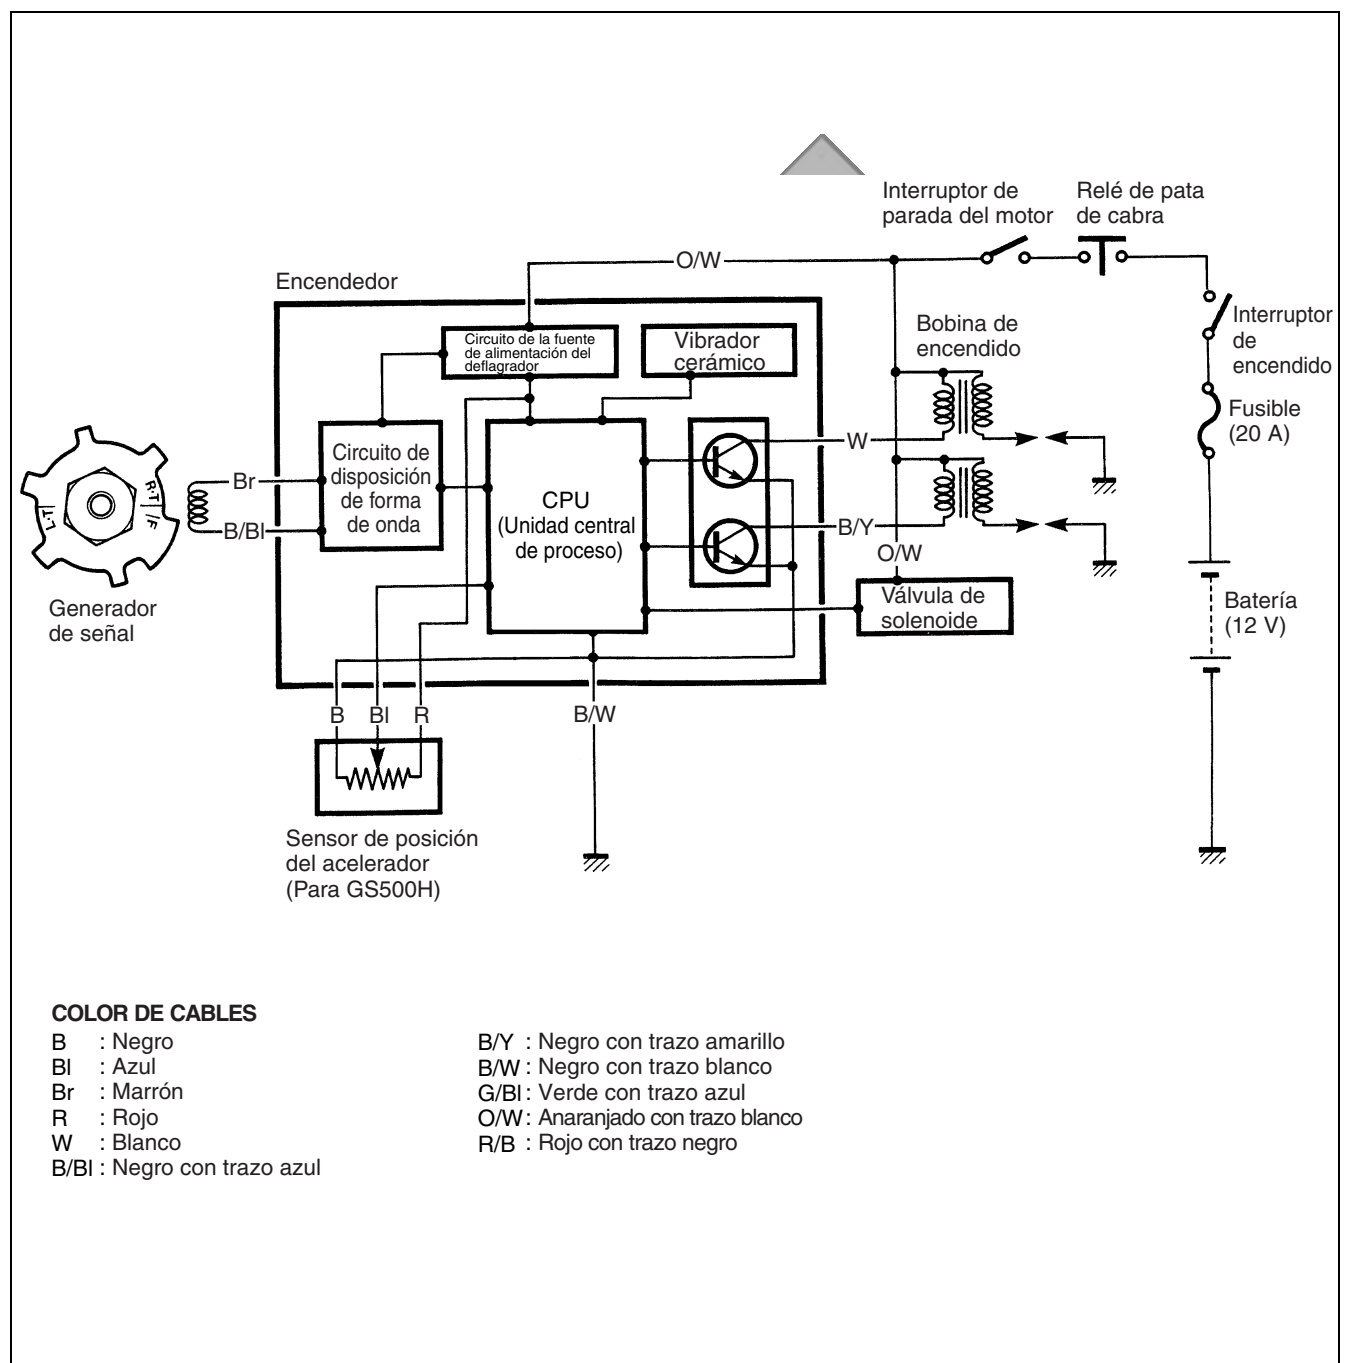 Interruptor de
parada del motor
Relé de pata
de cabra
O/W
Encendedor
Circuito de la fuente
de alimentación del
deflagrador
Vibrador
cerámico
Bobina de
encendido
Interruptor
de
encendido
Fusible
(20 A)
Circuito de
disposición
de forma
de onda
CPU
(Unidad central
de proceso)
W
Br
B/Bl
R·T
/F
L·T
B/Y
O/W
Generador
de señal
Válvula de
solenoide
Batería
(12 V)
B
Bl
R
B/W
Sensor de posición
del acelerador
(Para GS500H)
COLOR DE CABLES
B : Negro
Bl : Azul
Br : Marrón
R : Rojo
W : Blanco
B/Bl : Negro con trazo azul
B/Y : Negro con trazo amarillo
B/W : Negro con trazo blanco
G/Bl : Verde con trazo azul
O/W : Anaranjado con trazo blanco
R/B : Rojo con trazo negro